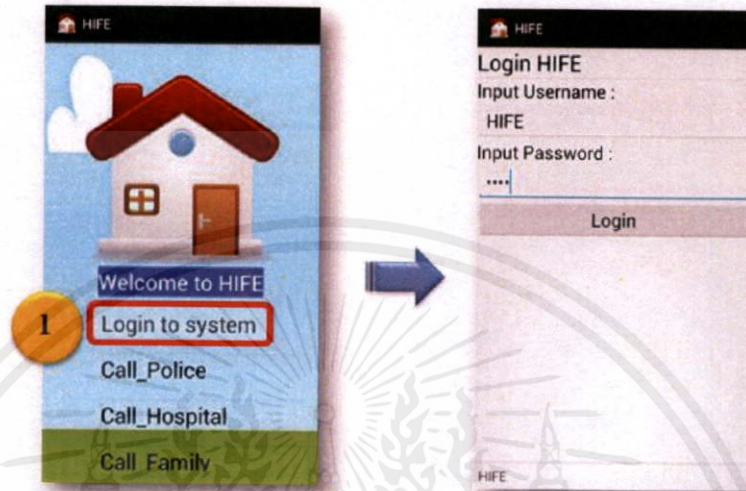 HIFE
Welcome to HIFE
1
Login to system
Call_Police
Call_Hospital
Call_Family
HIFE
Login HIFE
Input Username :
HIFE
Input Password :
....
Login
HIFE